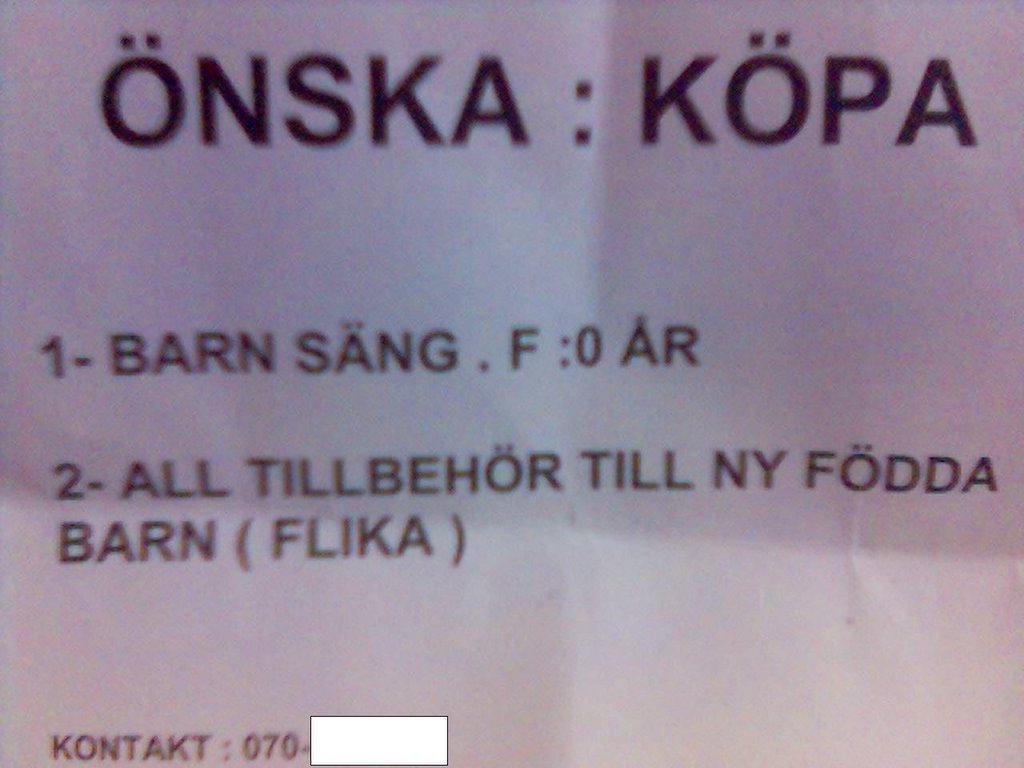 ÖNSKA : KÖPA
1- BARN SÄNG . F :0 ÅR
2- ALL TILLBEHÖR TILL NY FÖDDA
BARN ( FLIKA )
KONTAKT : 070-